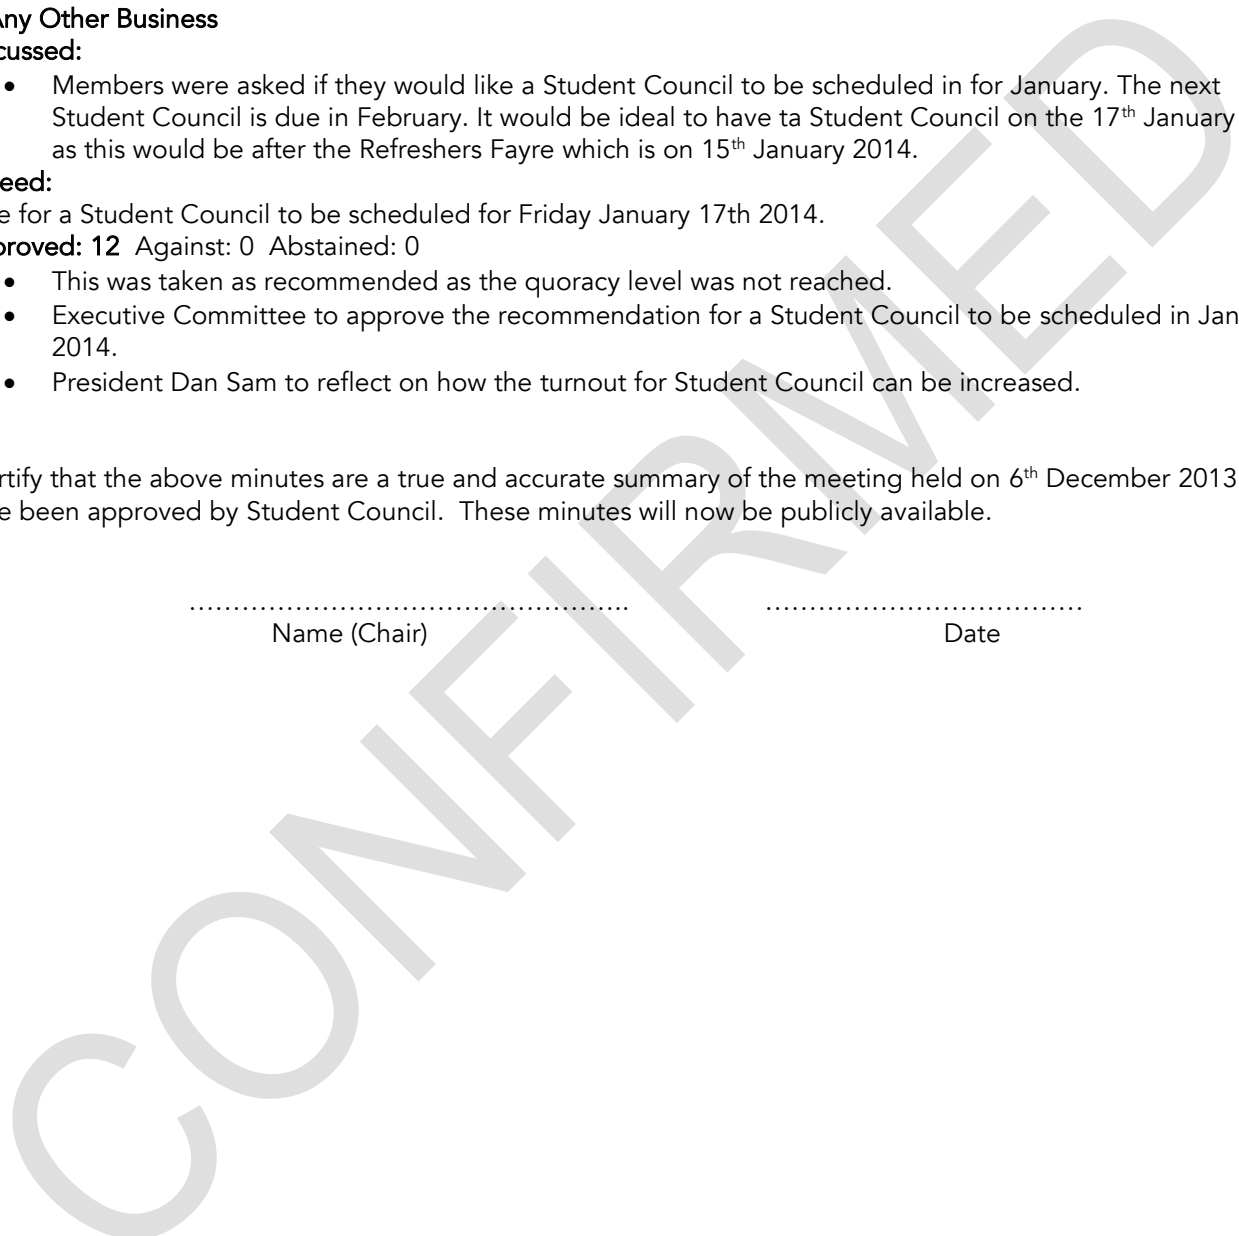 Any Other Business
cussed:
• Members were asked if they would like a Student Council to be scheduled in for January. The next
Student Council is due in February. It would be ideal to have ta Student Council on the 17th January
as this would be after the Refreshers Fayre which is on 15th January 2014.
eed:
e for a Student Council to be scheduled for Friday January 17th 2014.
proved: 12 Against: 0 Abstained: 0
• This was taken as recommended as the quoracy level was not reached.
• Executive Committee to approve the recommendation for a Student Council to be scheduled in Jan
2014.
• President Dan Sam to reflect on how the turnout for Student Council can be increased.
rtify that the above minutes are a true and accurate summary of the meeting held on 6th December 2013
e been approved by Student Council. These minutes will now be publicly available.
………………………………………….. ………………………………
Name (Chair) Date
CONFIRMED